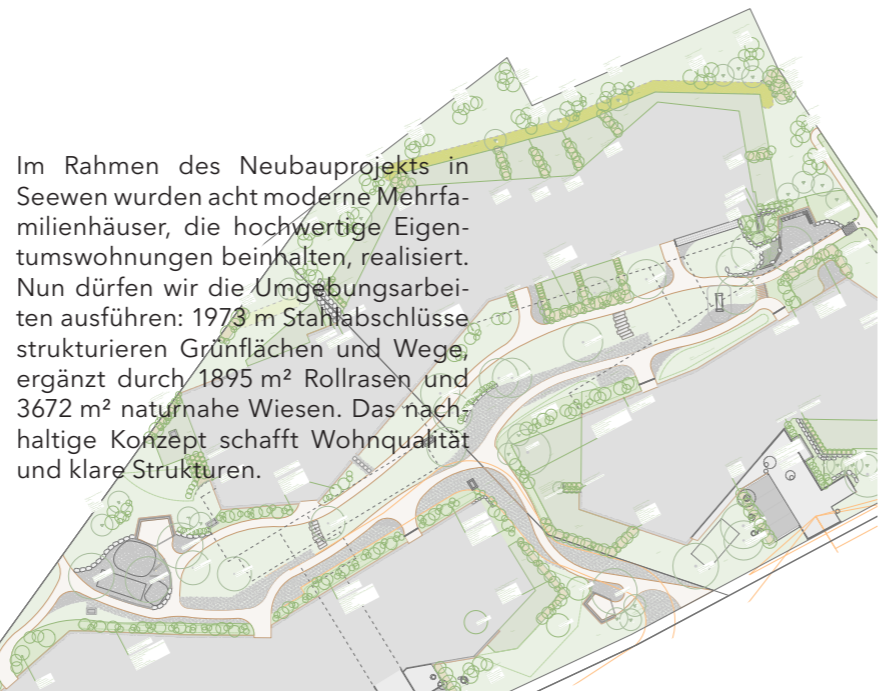 Im Rahmen des Neubauprojekts in
Seewen wurden acht moderne Mehrfa-
milienhäuser, die hochwertige Eigen-
tumswohnungen beinhalten, realisiert.
Nun dürfen wir die Umgebungsarbei-
ten ausführen: 1973 m Stahlabschlüsse
strukturieren Grünflächen und Wege,
ergänzt durch 1895 m² Rollrasen und
3672 m² naturnahe Wiesen. Das nach-
haltige Konzept schafft Wohnqualität
und klare Strukturen.